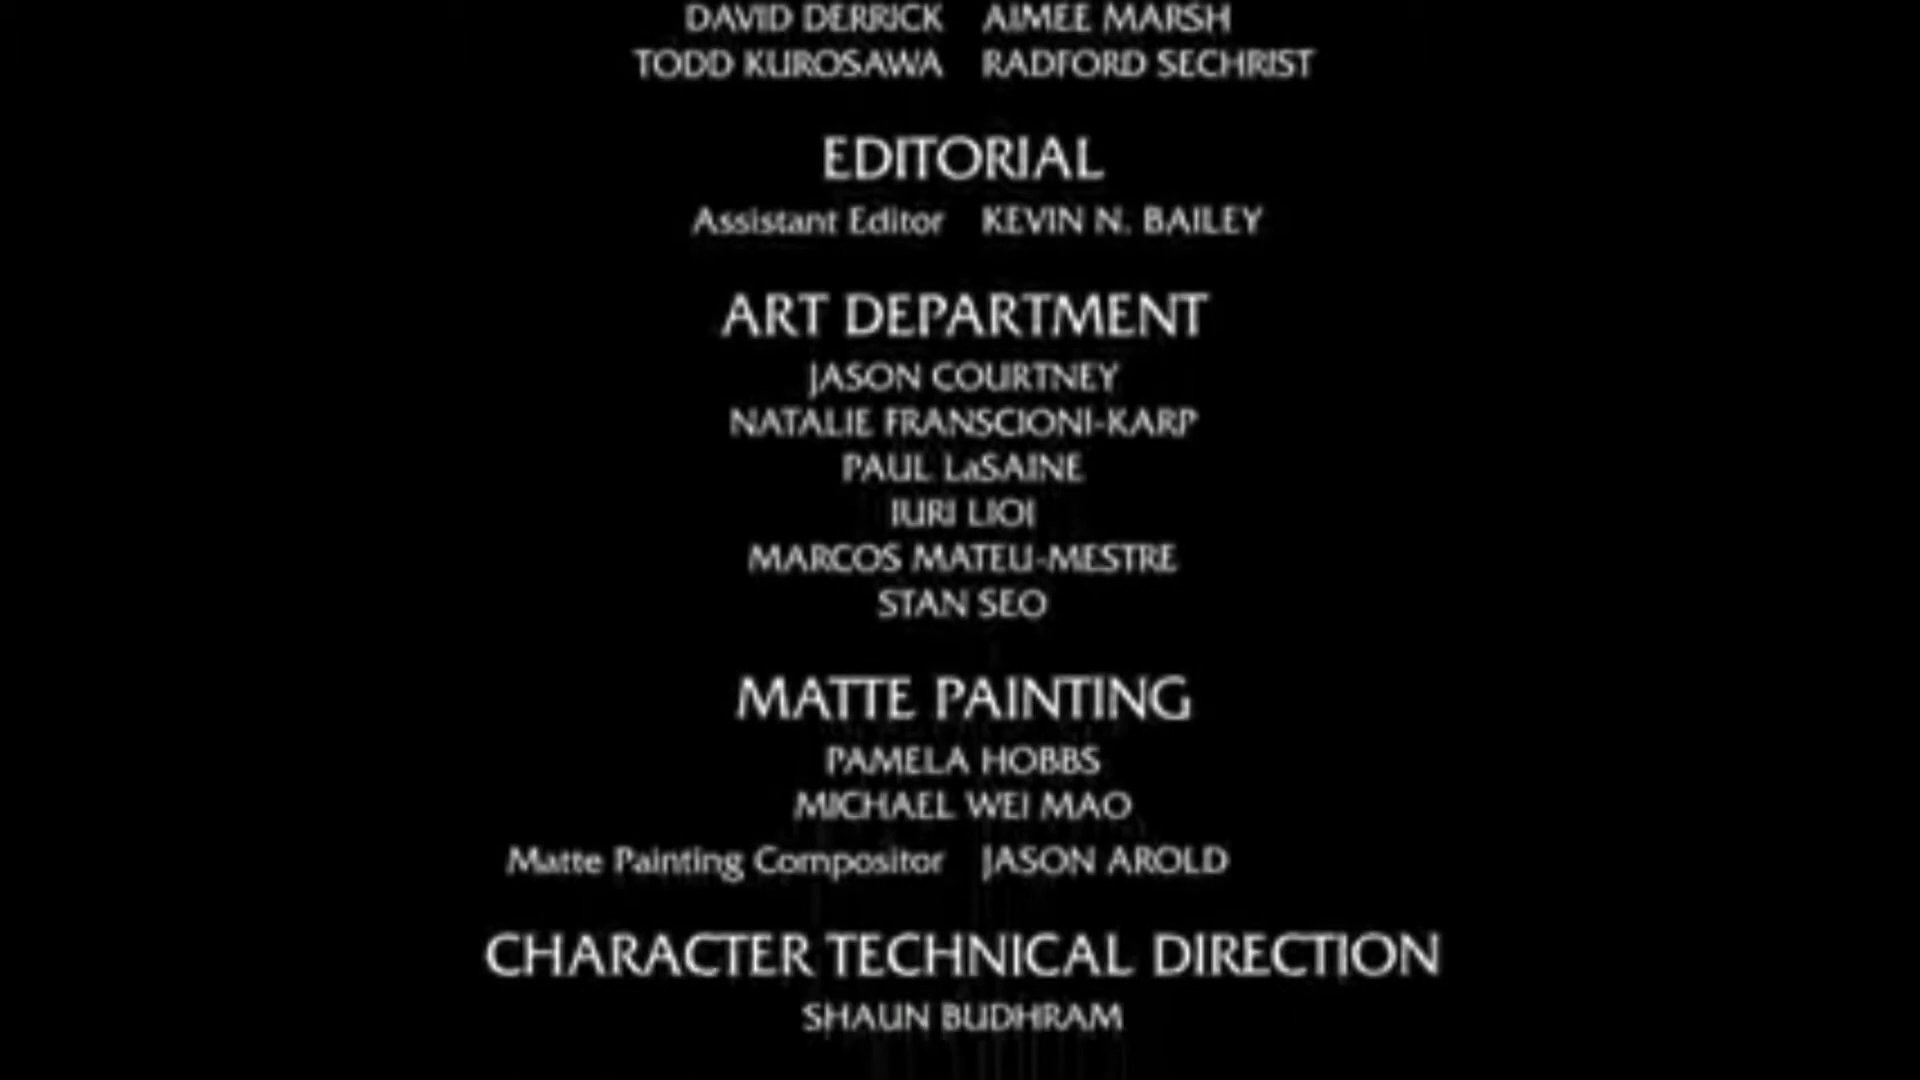 DAVID DERRICK AIMEE MARSH
TODD KUROSAWA RADFORD SECHRIST
EDITORIAL
Assistant Editor KEVIN N. BAILEY
ART DEPARTMENT
JASON COURTNEY
NATALIE FRANSCIONI-KARP
PAUL LaSAINE
IURI LIOI
MARCOS MATEU-MESTRE
STAN SEO
MATTE PAINTING
PAMELA HOBBS
MICHAEL WEI MAO
Matte Painting Compositor JASON AROLD
CHARACTER TECHNICAL DIRECTION
SHAUN BUDHRAM